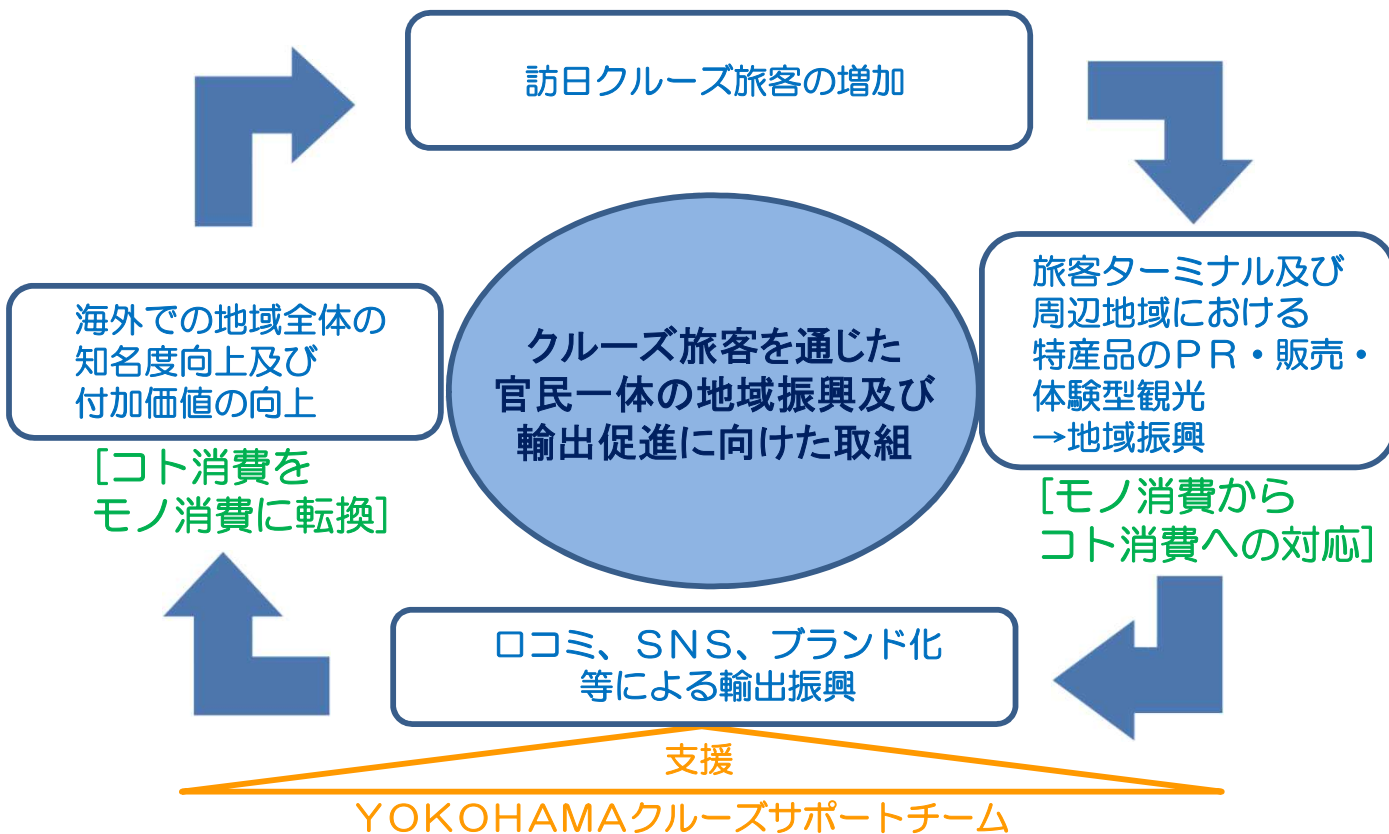 訪日クルーズ旅客の増加
旅客ターミナル及び
周辺地域における
特産品のPR・販売・
体験型観光
→地域振興
[モノ消費から
コト消費への対応]
口コミ、SNS、ブランド化
等による輸出振興
海外での地域全体の
知名度向上及び
付加価値の向上
[コト消費を
モノ消費に転換]
クルーズ旅客を通じた
官民一体の地域振興及び
輸出促進に向けた取組
支援
YOKOHAMAクルーズサポートチーム